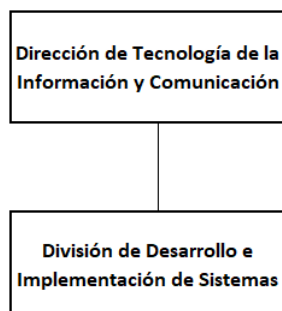 Dirección de Tecnología de la
Información y Comunicación
División de Desarrollo e
Implementación de Sistemas